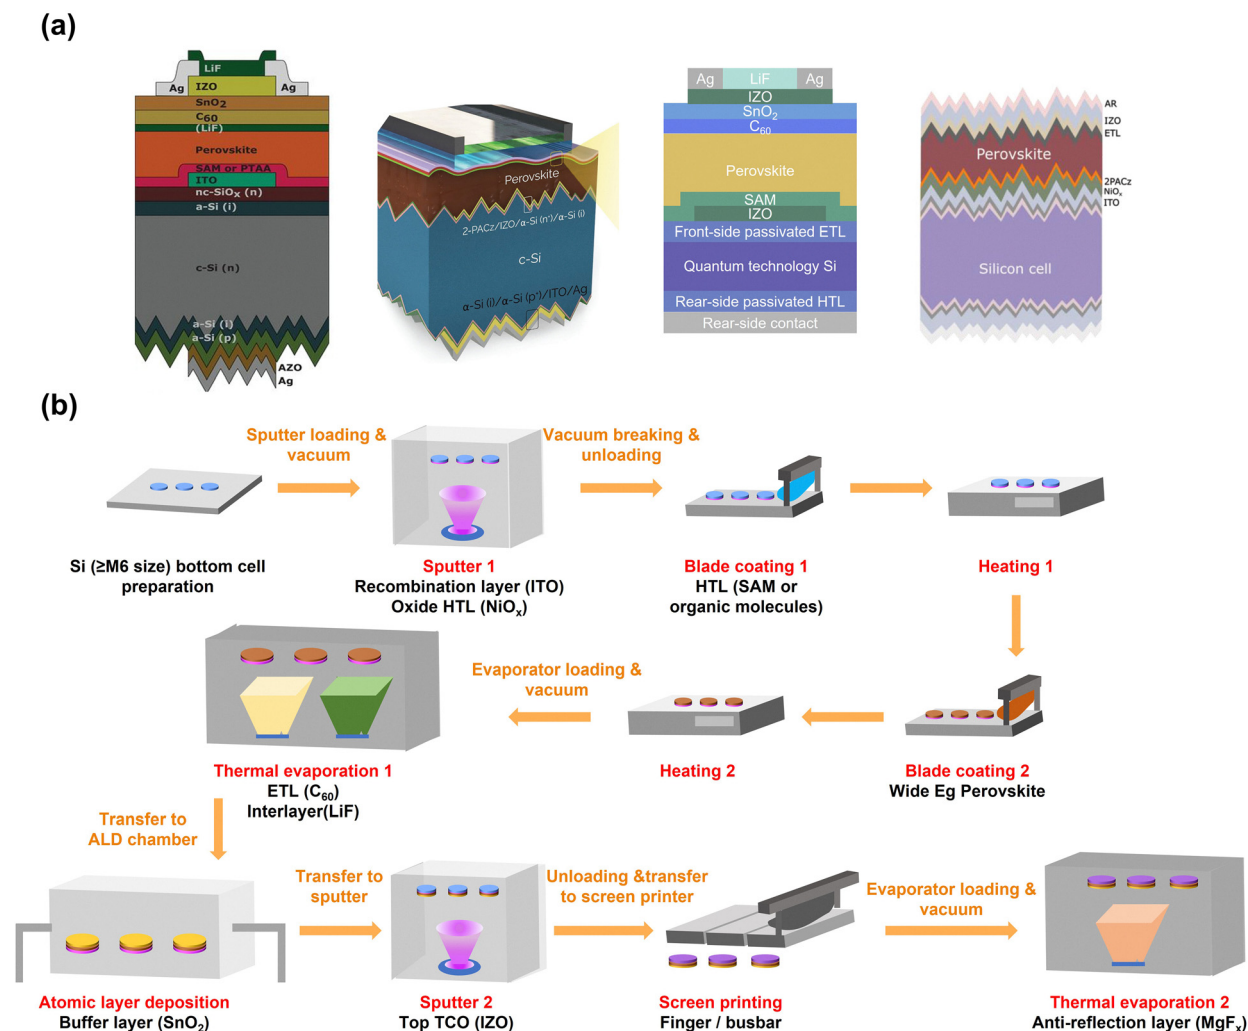 (a)
LiF
Ag
IZO
Ag
SnO2
C60
(LiF)
Perovskite
SAM or PTAA
ITO
nc-SiOx (n)
a-Si (i)
c-Si (n)
a-Si (i)
a-Si (p)
AZO
Ag
Perovskite
2-PACz/IZO/α-Si (n+)/α-Si (i)
c-Si
α-Si (i)/α-Si (p+)/ITO/Ag
Ag
LiF
Ag
IZO
SnO2
C60
Perovskite
SAM
IZO
Front-side passivated ETL
Quantum technology Si
Rear-side passivated HTL
Rear-side contact
AR
IZO
ETL
Perovskite
2PACz
NiOx
ITO
Silicon cell
(b)
Sputter loading &
vacuum
Vacuum breaking &
unloading
Si (≥M6 size) bottom cell
preparation
Sputter 1
Recombination layer (ITO)
Oxide HTL (NiOx)
Blade coating 1
HTL (SAM or
organic molecules)
Heating 1
Evaporator loading &
vacuum
Thermal evaporation 1
ETL (C60)
Interlayer(LiF)
Heating 2
Blade coating 2
Wide Eg Perovskite
Transfer to
ALD chamber
Transfer to
sputter
Unloading &transfer
to screen printer
Evaporator loading &
vacuum
Atomic layer deposition
Buffer layer (SnO2)
Sputter 2
Top TCO (IZO)
Screen printing
Finger / busbar
Thermal evaporation 2
Anti-reflection layer (MgFx)